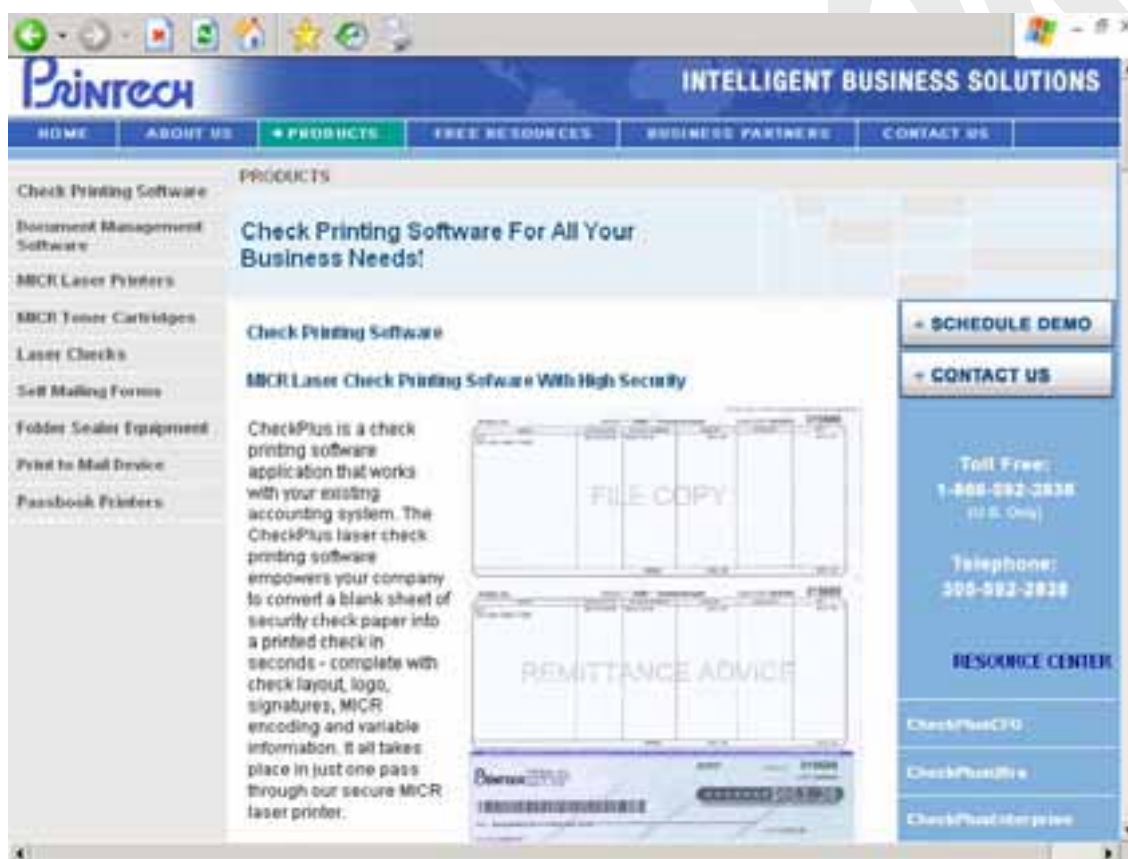 PRINTECH
INTELLIGENT BUSINESS SOLUTIONS
HOME ABOUT US PRODUCTS FREE RESOURCES BUSINESS PARTNERS CONTACT US
Check Printing Software
Document Management
Software
MICR Laser Printers
MICR Toner Cartridges
Laser Checks
Self Mailing Forms
Folder Sealer Equipment
Print to Mail Device
Passbook Printers
PRODUCTS
Check Printing Software For All Your
Business Needs!
Check Printing Software
MICR Laser Check Printing Sofware With High Security
CheckPlus is a check
printing software
application that works
with your existing
accounting system. The
CheckPlus laser check
printing software
empowers your company
to convert a blank sheet of
security check paper into
a printed check in
seconds - complete with
check layout, logo,
signatures, MICR
encoding and variable
information. It all takes
place in just one pass
through our secure MICR
laser printer.
FILE COPY
REMITTANCE ADVICE
PRINTECH
SCHEDULE DEMO
CONTACT US
Toll Free:
(U.S. Only)
Telephone:
305-592-2838
RESOURCE CENTER
CheckPlusCFO
CheckPlusEnterprise